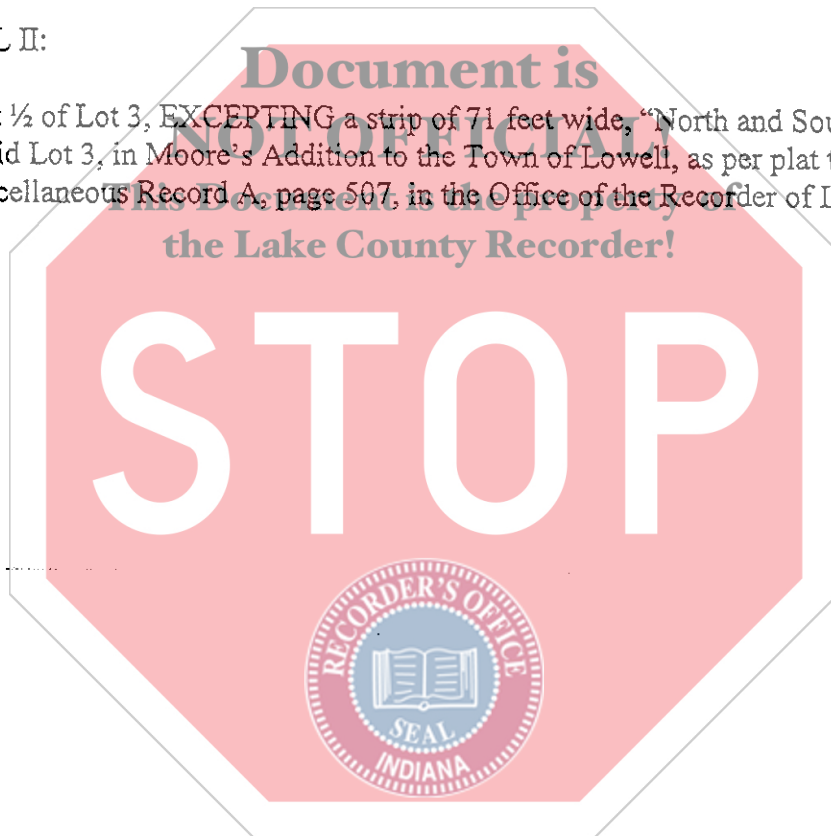 L II:
Document is
½ of Lot 3, EXCEPTING a strip of 71 feet wide, “North and Sou
NOT OFFICIAL!
id Lot 3, in Moore’s Addition to the Town of Lowell, as per plat t
cellaneous Record A, page 507, in the Office of the Recorder of L
This Document is the property of
the Lake County Recorder!
STOP
RECORDER'S OFFICE
SEAL
INDIANA